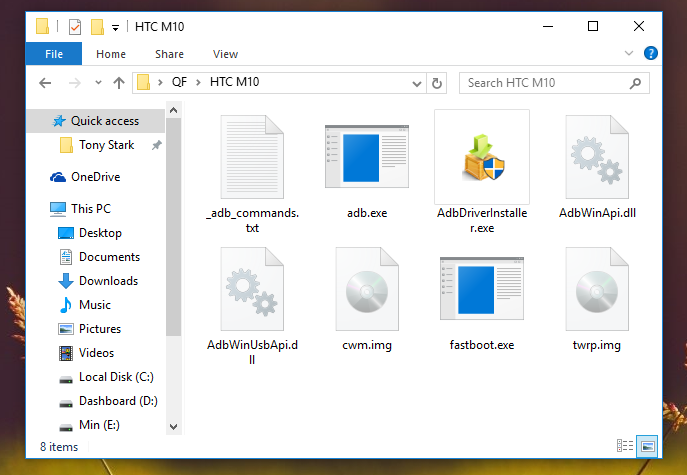 HTC M10
File
Home
Share
View
QF
HTC M10
Search HTC M10
Quick access
Tony Stark
OneDrive
This PC
Desktop
Documents
Downloads
Music
Pictures
Videos
Local Disk (C:)
Dashboard (D:)
Min (E:)
_adb_commands.
txt
adb.exe
AdbDriverInstalle
r.exe
AdbWinApi.dll
AdbWinUsbApi.d
ll
cwm.img
fastboot.exe
twrp.img
8 items